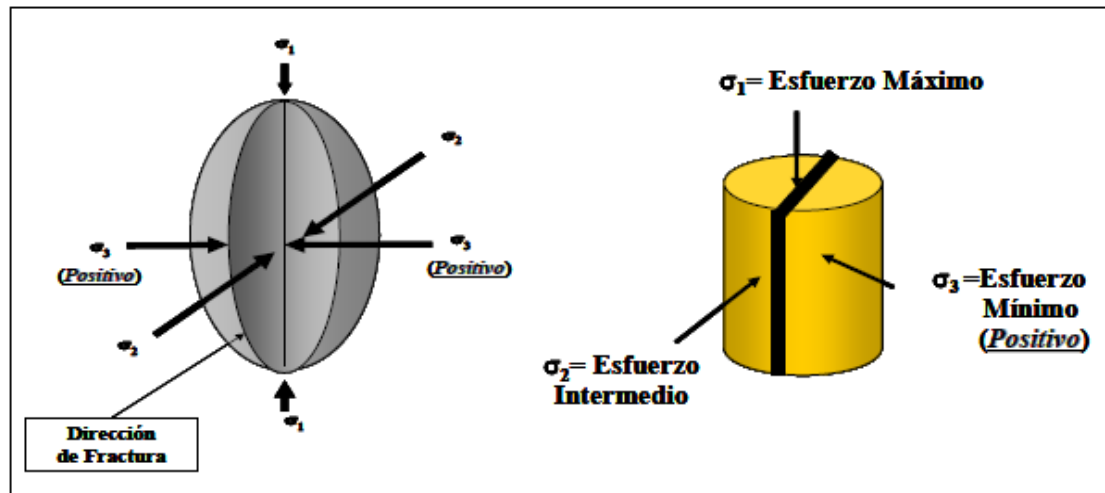 σ₁
σ₂
σ₃
(Positivo)
σ₃
(Positivo)
σ₂
σ₁
Dirección
de Fractura
σ₁= Esfuerzo Máximo
σ₃ =Esfuerzo
Mínimo
(Positivo)
σ₂= Esfuerzo
Intermedio